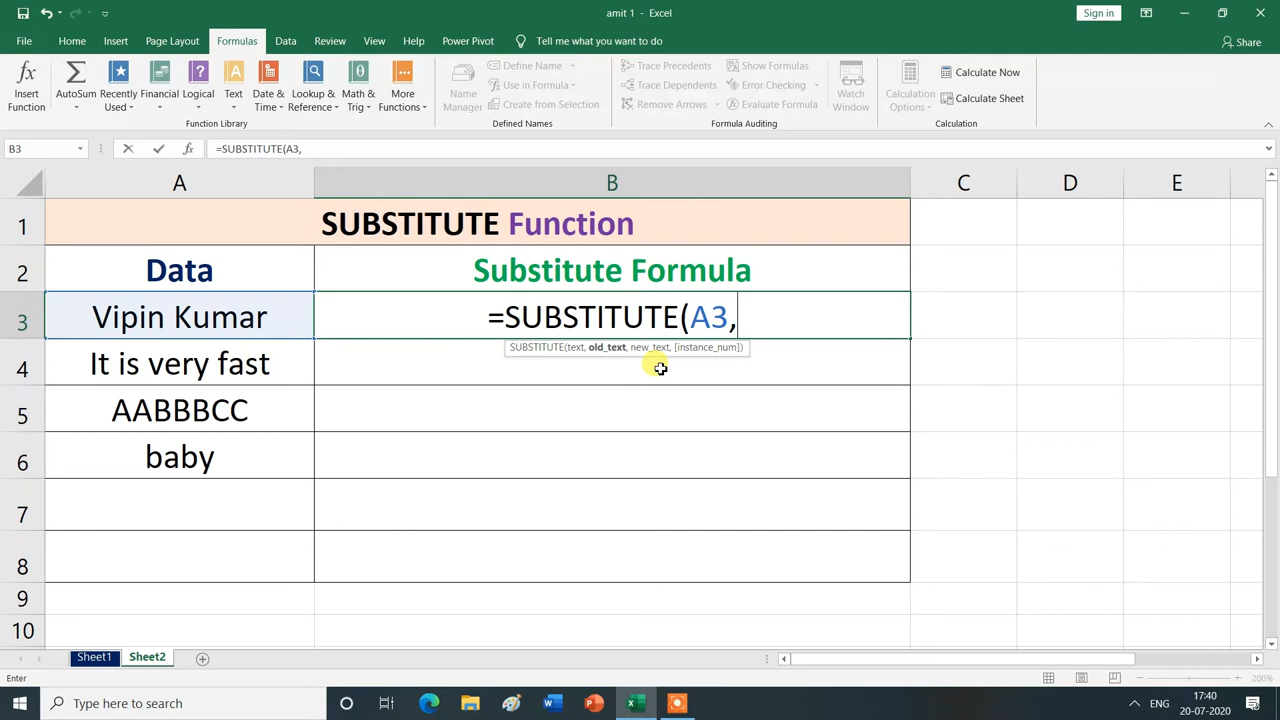 amit 1 - Excel
Sign in
File Home Insert Page Layout Formulas Data Review View Help Power Pivot Tell me what you want to do Share
Insert Function
AutoSum
Recently Used
Financial
Logical
Text
Date & Time
Lookup & Reference
Math & Trig
More Functions
Function Library
Name Manager
Define Name
Use in Formula
Create from Selection
Defined Names
Trace Precedents
Trace Dependents
Remove Arrows
Show Formulas
Error Checking
Evaluate Formula
Formula Auditing
Watch Window
Calculation Options
Calculate Now
Calculate Sheet
Calculation
B3 fx =SUBSTITUTE(A3,
A B C D E
1 SUBSTITUTE Function
2 Data Substitute Formula
3 Vipin Kumar =SUBSTITUTE(A3,
SUBSTITUTE(text, old_text, new_text, [instance_num])
4 It is very fast
5 AABBBCC
6 baby
7
8
9
10
Sheet1 Sheet2
Enter 200%
Type here to search
ENG
17:40
20-07-2020